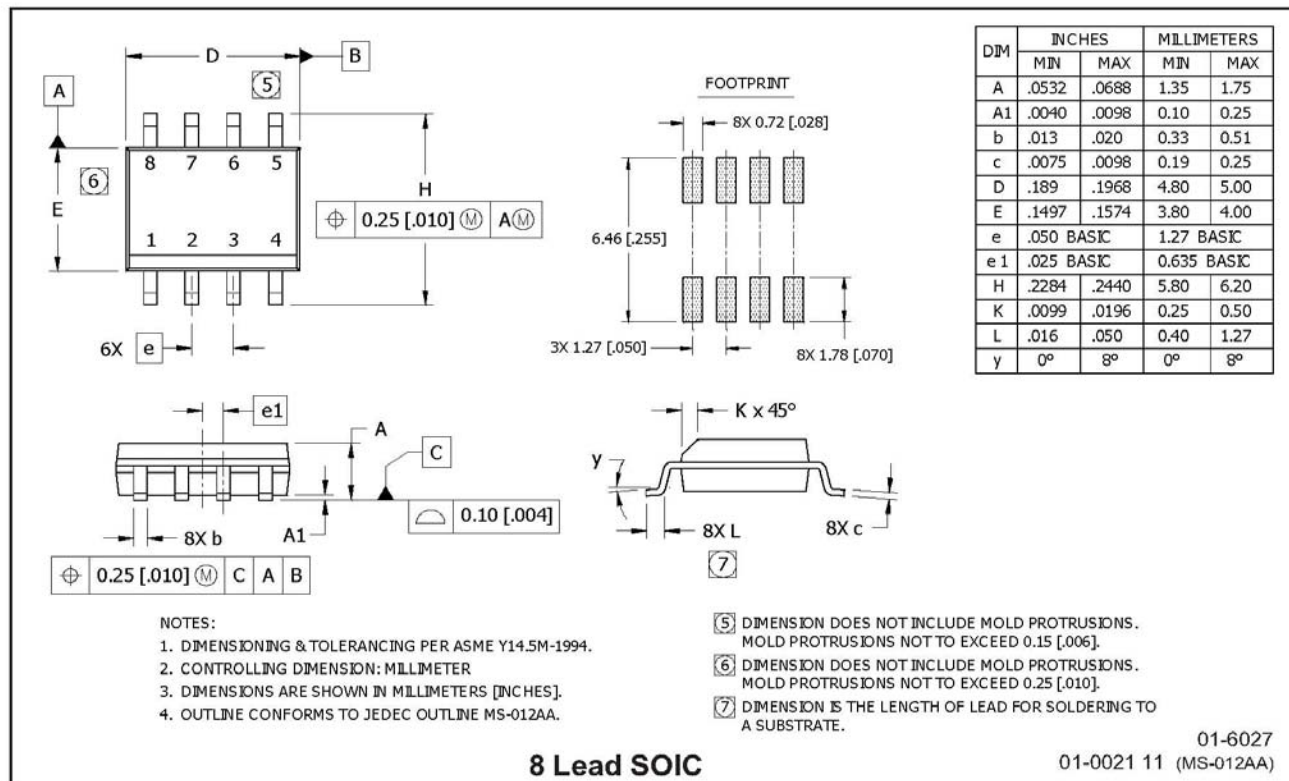 D
B
5
A
8 7 6 5
6
E
H
⌖ 0.25 [.010] Ⓜ AⓂ
1 2 3 4
6X e
FOOTPRINT
8X 0.72 [.028]
6.46 [.255]
3X 1.27 [.050]
8X 1.78 [.070]
DIM INCHES MILLIMETERS
MIN MAX MIN MAX
A .0532 .0688 1.35 1.75
A1 .0040 .0098 0.10 0.25
b .013 .020 0.33 0.51
c .0075 .0098 0.19 0.25
D .189 .1968 4.80 5.00
E .1497 .1574 3.80 4.00
e .050 BASIC 1.27 BASIC
e1 .025 BASIC 0.635 BASIC
H .2284 .2440 5.80 6.20
K .0099 .0196 0.25 0.50
L .016 .050 0.40 1.27
y 0° 8° 0° 8°
e1
A
C
A1
8X b
0.10 [.004]
⌖ 0.25 [.010] Ⓜ C A B
K x 45°
y
8X L
8X c
7
NOTES:
1. DIMENSIONING & TOLERANCING PER ASME Y14.5M-1994.
2. CONTROLLING DIMENSION: MILLIMETER
3. DIMENSIONS ARE SHOWN IN MILLIMETERS [INCHES].
4. OUTLINE CONFORMS TO JEDEC OUTLINE MS-012AA.
5 DIMENSION DOES NOT INCLUDE MOLD PROTRUSIONS.
MOLD PROTRUSIONS NOT TO EXCEED 0.15 [.006].
6 DIMENSION DOES NOT INCLUDE MOLD PROTRUSIONS.
MOLD PROTRUSIONS NOT TO EXCEED 0.25 [.010].
7 DIMENSION IS THE LENGTH OF LEAD FOR SOLDERING TO
A SUBSTRATE.
8 Lead SOIC
01-6027
01-0021 11 (MS-012AA)